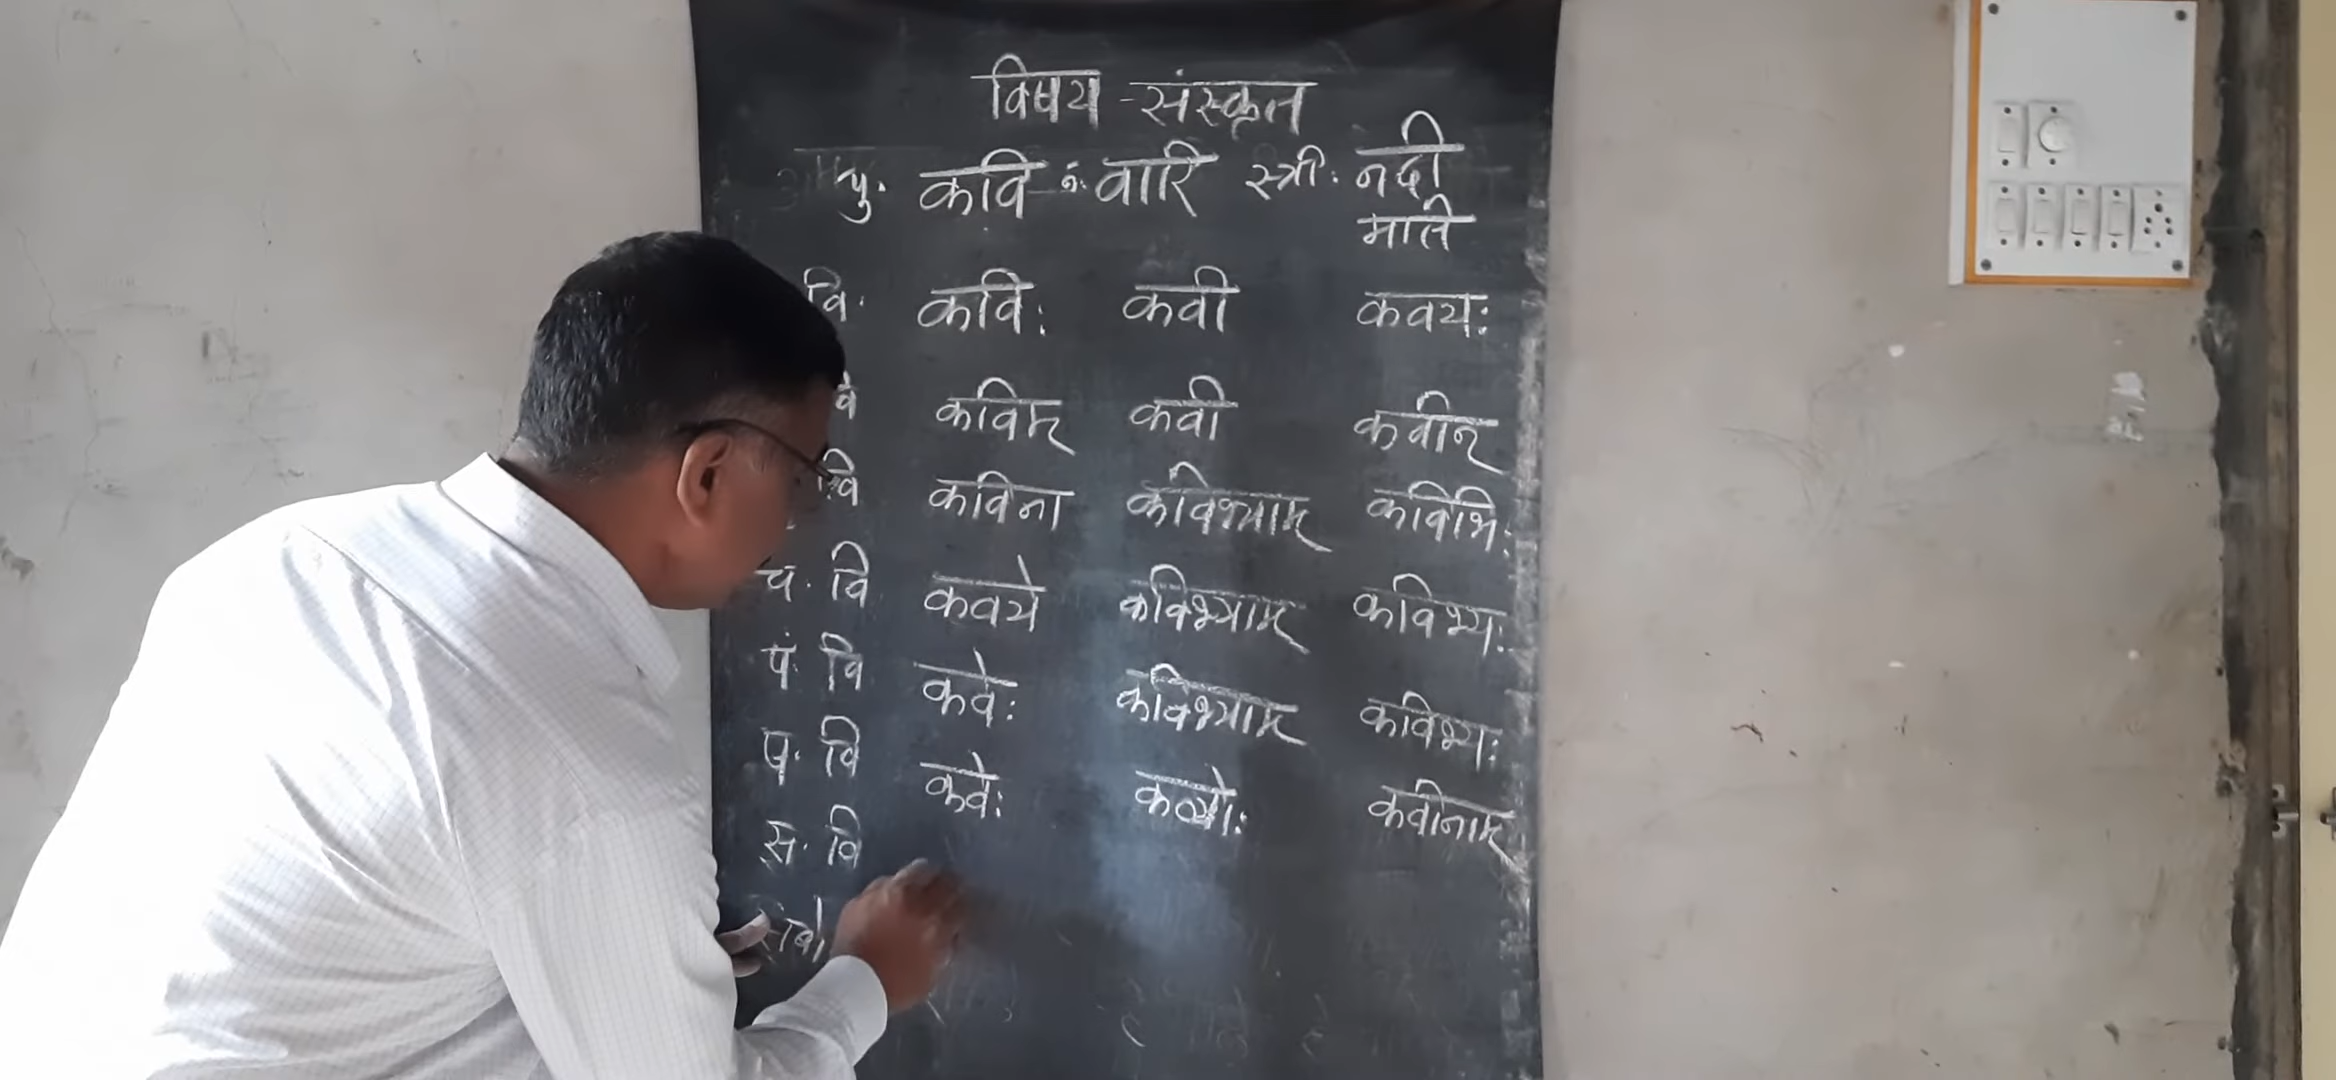 विषय - संस्कृत
पु. कवि न. वारि स्त्री. नदी
मति
वि. कविः कवी कवयः
वि कविम् कवी कवीन्
वि कविना कविभ्याम् कविभिः
च. वि कवये कविभ्याम् कविभ्यः
पं. वि कवेः कविभ्याम् कविभ्यः
ष. वि कवेः कव्योः कवीनाम्
स. वि
संबो